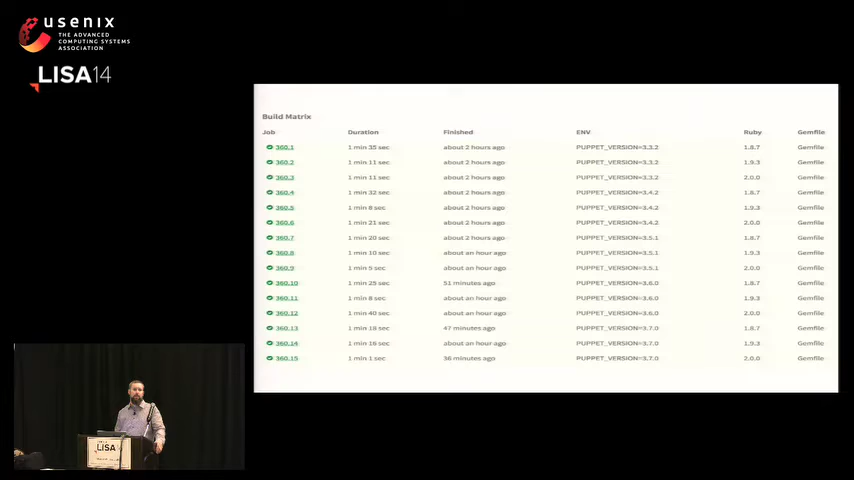 usenix
THE ADVANCED
COMPUTING SYSTEMS
ASSOCIATION
LISA14
Build Matrix
Job Duration Finished ENV Ruby Gemfile
360.1 1 min 35 sec about 2 hours ago PUPPET_VERSION=3.3.2 1.8.7 Gemfile
360.2 1 min 11 sec about 2 hours ago PUPPET_VERSION=3.3.2 1.9.3 Gemfile
360.3 1 min 11 sec about 2 hours ago PUPPET_VERSION=3.3.2 2.0.0 Gemfile
360.4 1 min 32 sec about 2 hours ago PUPPET_VERSION=3.4.2 1.8.7 Gemfile
360.5 1 min 8 sec about 2 hours ago PUPPET_VERSION=3.4.2 1.9.3 Gemfile
360.6 1 min 21 sec about 2 hours ago PUPPET_VERSION=3.4.2 2.0.0 Gemfile
360.7 1 min 20 sec about 2 hours ago PUPPET_VERSION=3.5.1 1.8.7 Gemfile
360.8 1 min 10 sec about an hour ago PUPPET_VERSION=3.5.1 1.9.3 Gemfile
360.9 1 min 5 sec about an hour ago PUPPET_VERSION=3.5.1 2.0.0 Gemfile
360.10 1 min 25 sec 51 minutes ago PUPPET_VERSION=3.6.0 1.8.7 Gemfile
360.11 1 min 8 sec about an hour ago PUPPET_VERSION=3.6.0 1.9.3 Gemfile
360.12 1 min 40 sec about an hour ago PUPPET_VERSION=3.6.0 2.0.0 Gemfile
360.13 1 min 18 sec 47 minutes ago PUPPET_VERSION=3.7.0 1.8.7 Gemfile
360.14 1 min 16 sec about an hour ago PUPPET_VERSION=3.7.0 1.9.3 Gemfile
360.15 1 min 1 sec 36 minutes ago PUPPET_VERSION=3.7.0 2.0.0 Gemfile
LISA